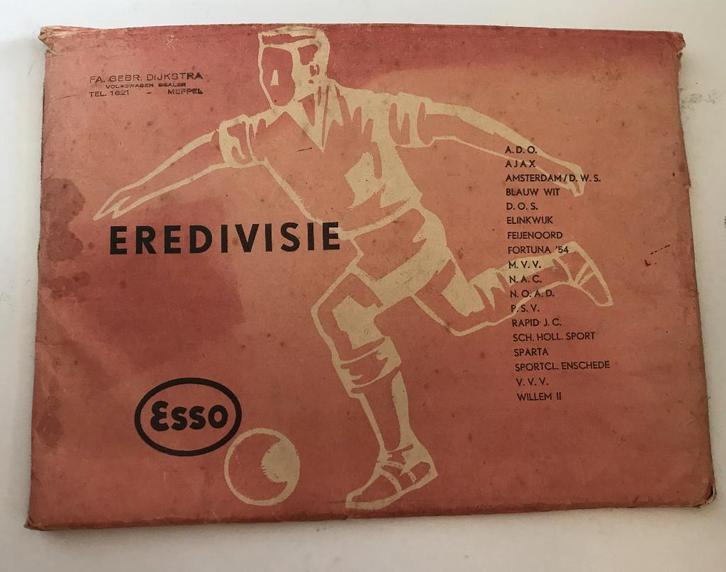 FA. GEBR. DIJKSTRA
VOLKSWAGEN DEALER
TEL. 1621 - MEPPEL
EREDIVISIE
A.D.O.
AJAX
AMSTERDAM/D.W.S.
BLAUW WIT
D.O.S.
ELINKWIJK
FEIJENOORD
FORTUNA '54
M.V.V.
N.A.C.
N.O.A.D.
P.S.V.
RAPID J.C.
SCH. HOLL. SPORT
SPARTA
SPORTCL. ENSCHEDE
V.V.V.
WILLEM II
Esso